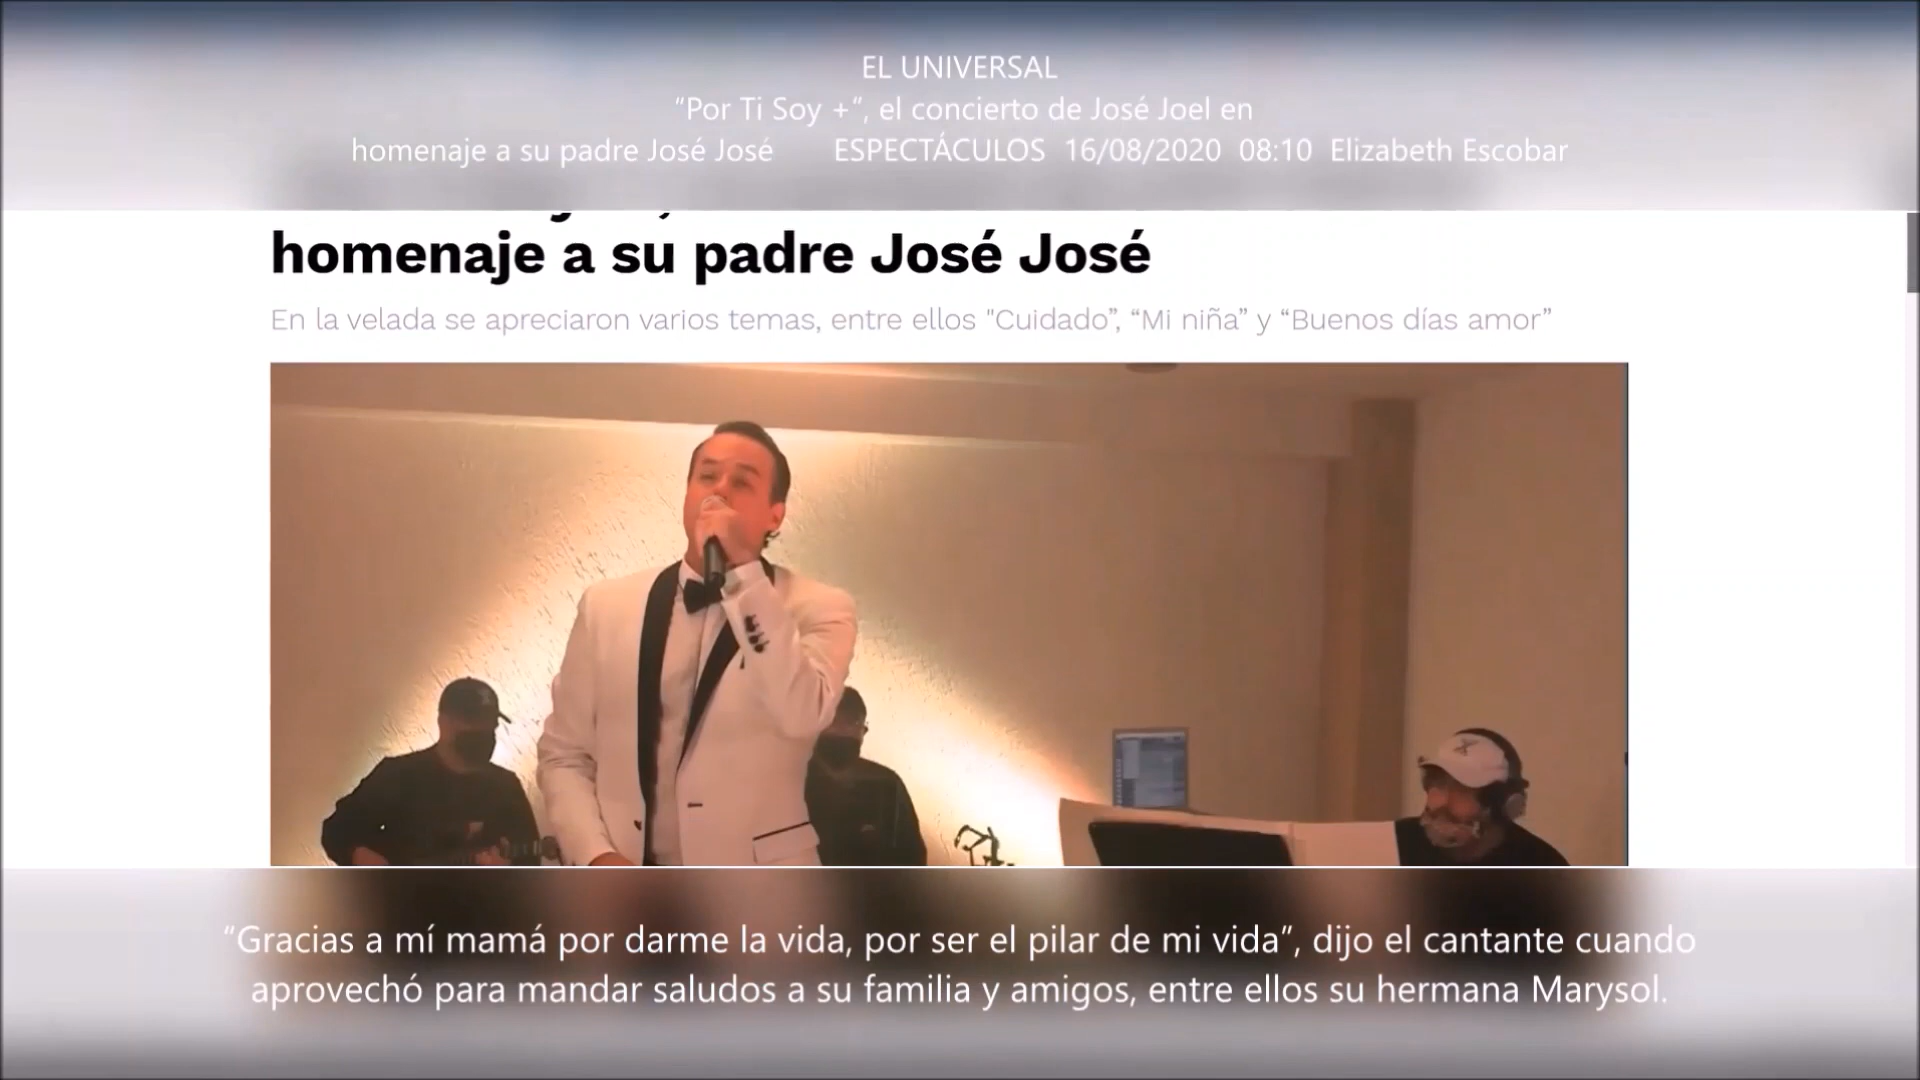 EL UNIVERSAL
“Por Ti Soy +”, el concierto de José Joel en
homenaje a su padre José José ESPECTÁCULOS 16/08/2020 08:10 Elizabeth Escobar
homenaje a su padre José José
En la velada se apreciaron varios temas, entre ellos "Cuidado”, “Mi niña” y “Buenos días amor”
“Gracias a mí mamá por darme la vida, por ser el pilar de mi vida”, dijo el cantante cuando
aprovechó para mandar saludos a su familia y amigos, entre ellos su hermana Marysol.